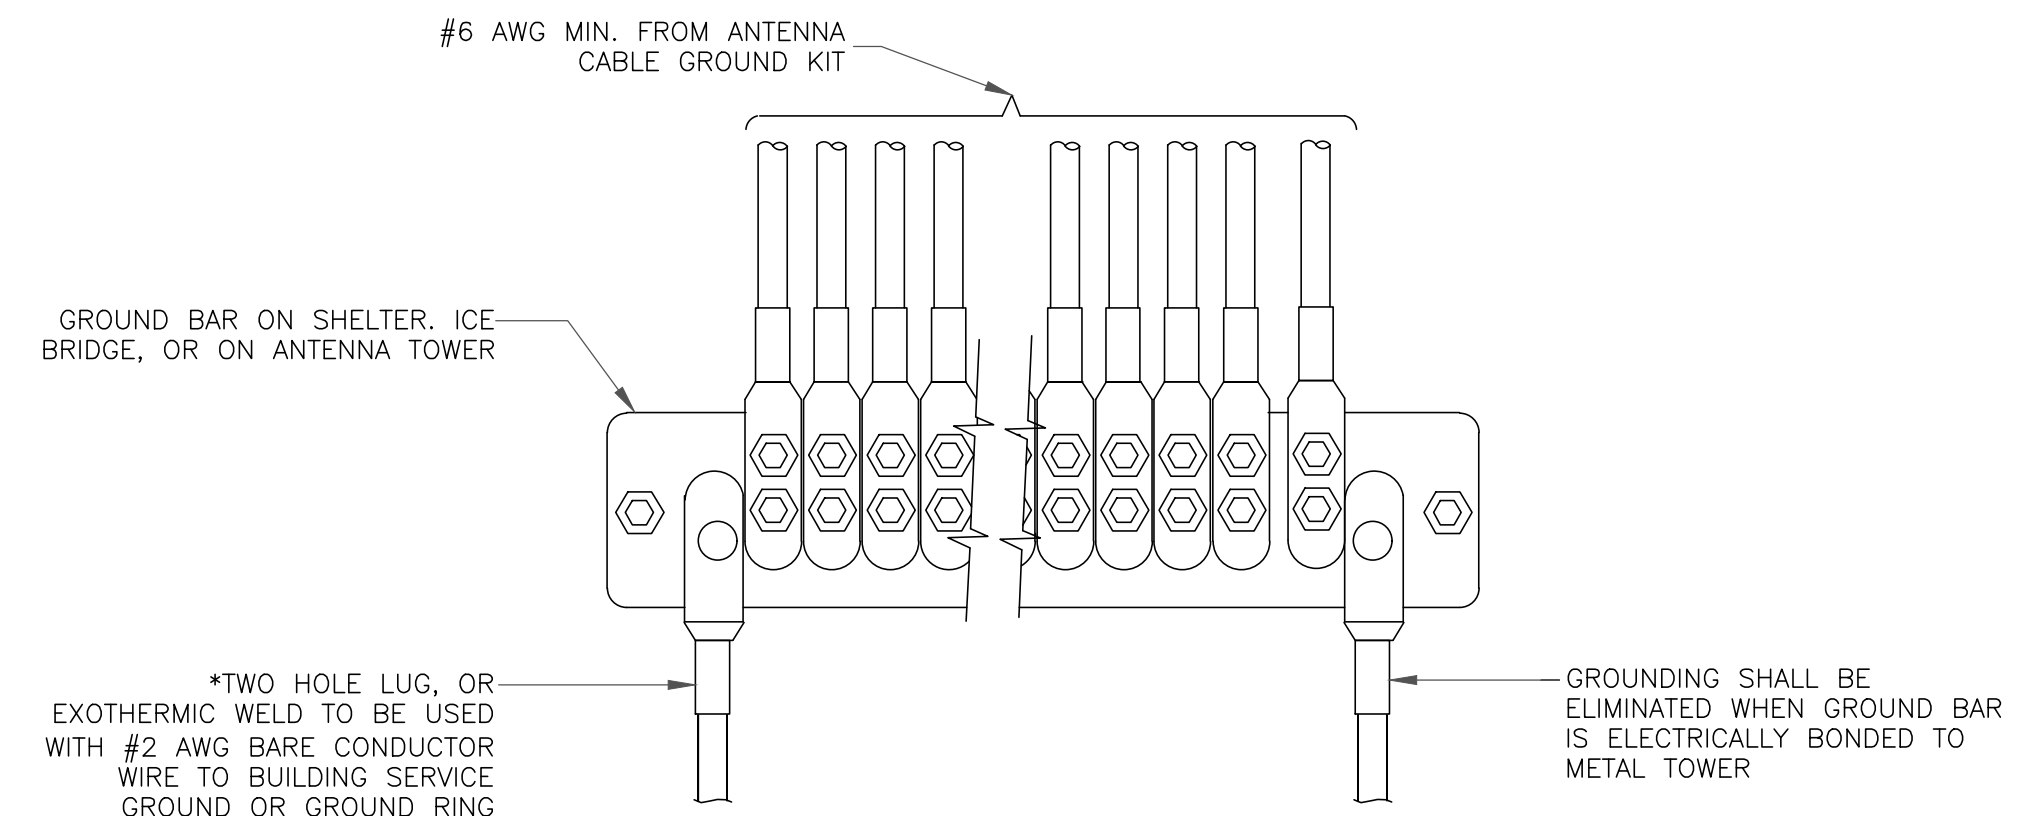 #6 AWG MIN. FROM ANTENNA
CABLE GROUND KIT
GROUND BAR ON SHELTER. ICE
BRIDGE, OR ON ANTENNA TOWER
*TWO HOLE LUG, OR
EXOTHERMIC WELD TO BE USED
WITH #2 AWG BARE CONDUCTOR
WIRE TO BUILDING SERVICE
GROUND OR GROUND RING
GROUNDING SHALL BE
ELIMINATED WHEN GROUND BAR
IS ELECTRICALLY BONDED TO
METAL TOWER